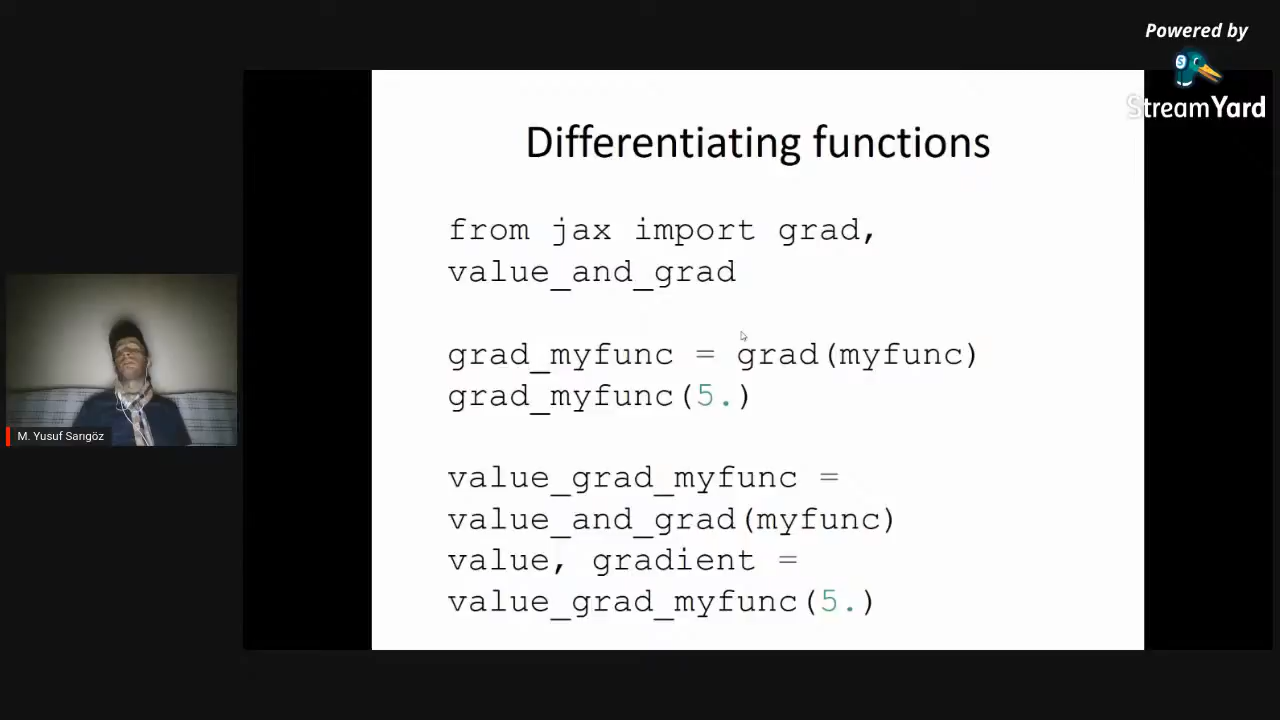 Powered by
StreamYard
Differentiating functions
from jax import grad,
value_and_grad
grad_myfunc = grad(myfunc)
grad_myfunc(5.)
value_grad_myfunc =
value_and_grad(myfunc)
value, gradient =
value_grad_myfunc(5.)
M. Yusuf Sarıgöz